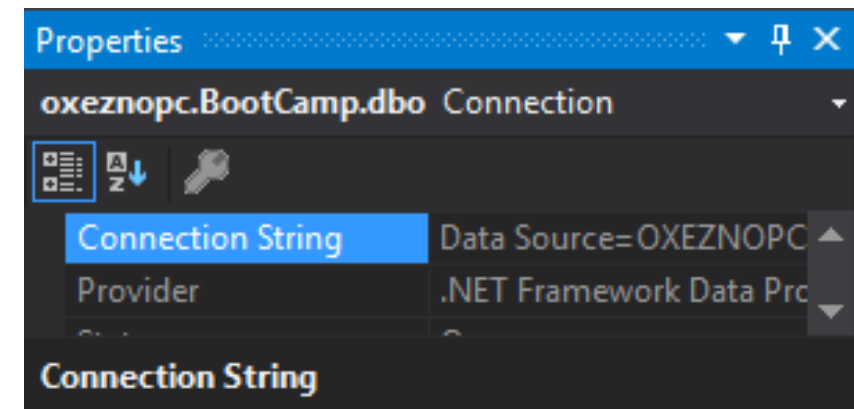 Properties
oxeznopc.BootCamp.dbo Connection
Connection String Data Source=OXEZNOPC
Provider .NET Framework Data Pro
Connection String